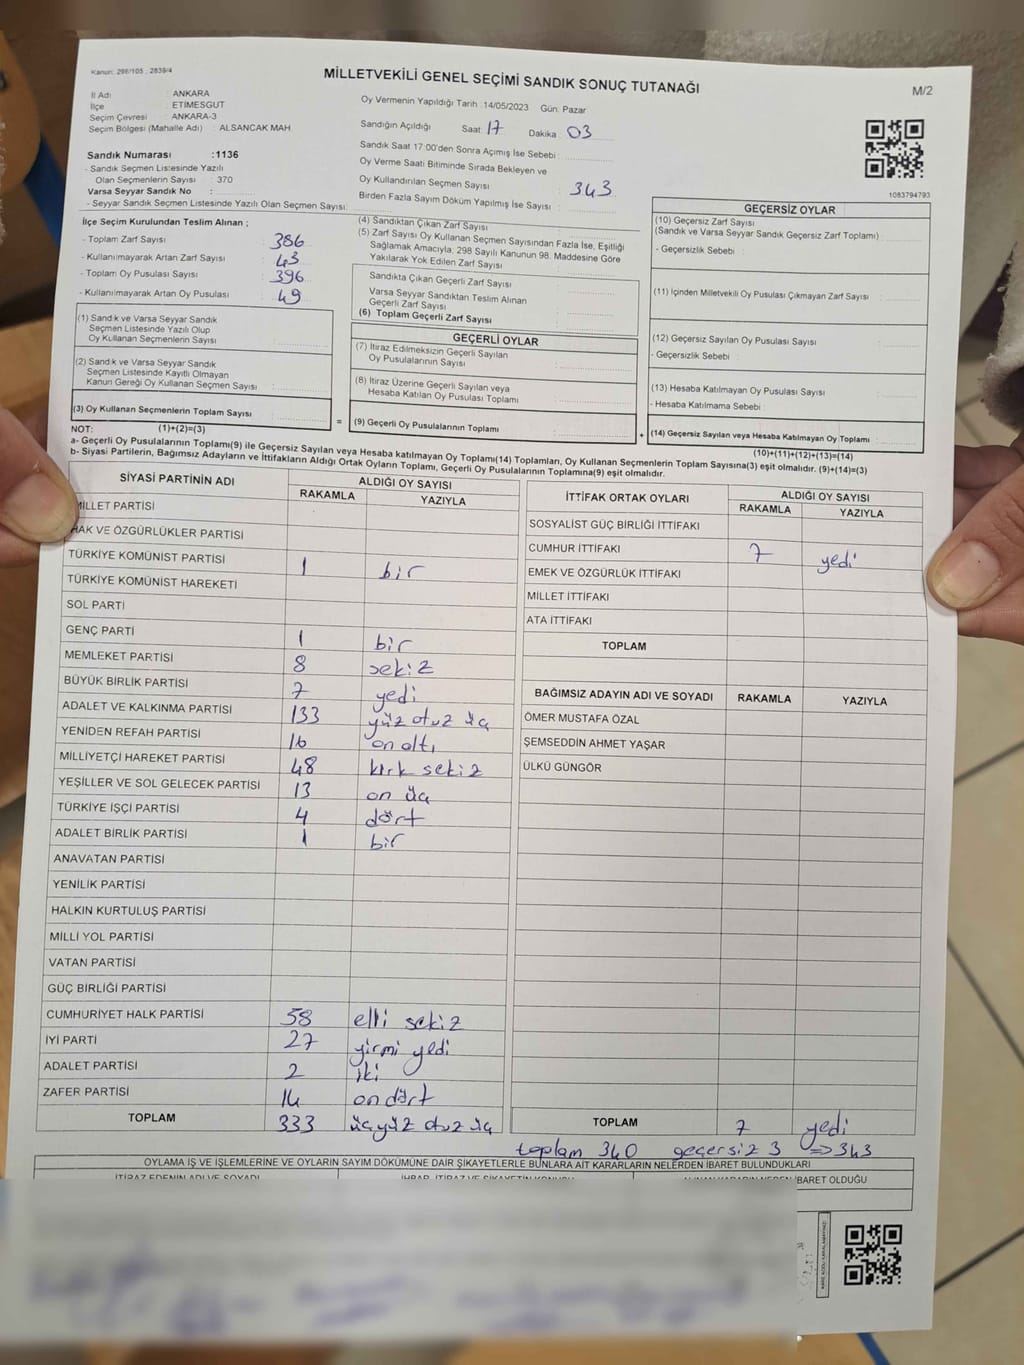 Kanun: 298/105 , 2839/4
MİLLETVEKİLİ GENEL SEÇİMİ SANDIK SONUÇ TUTANAĞI
M/2
İl Adı : ANKARA
İlçe : ETİMESGUT
Seçim Çevresi : ANKARA-3
Seçim Bölgesi (Mahalle Adı) : ALSANCAK MAH.
Oy Vermenin Yapıldığı Tarih :14/05/2023 Gün: Pazar
Sandığın Açıldığı Saat 17 Dakika 03
Sandık Saat 17:00'den Sonra Açımış İse Sebebi :
Oy Verme Saati Bitiminde Sırada Bekleyen ve
Oy Kullandırılan Seçmen Sayısı : 343
Birden Fazla Sayım Döküm Yapılmış İse Sayısı :
1083794793
Sandık Numarası :1136
- Sandık Seçmen Listesinde Yazılı
Olan Seçmenlerin Sayısı : 370
Varsa Seyyar Sandık No :
- Seyyar Sandık Seçmen Listesinde Yazılı Olan Seçmen Sayısı:
İlçe Seçim Kurulundan Teslim Alınan ;
- Toplam Zarf Sayısı : 386
- Kullanılmayarak Artan Zarf Sayısı : 43
- Toplam Oy Pusulası Sayısı : 396
- Kullanılmayarak Artan Oy Pusulası : 49
(1) Sandık ve Varsa Seyyar Sandık
Seçmen Listesinde Yazılı Olup
Oy Kullanan Seçmenlerin Sayısı :
(2) Sandık ve Varsa Seyyar Sandık
Seçmen Listesinde Kayıtlı Olmayan
Kanun Gereği Oy Kullanan Seçmen Sayısı :
(3) Oy Kullanan Seçmenlerin Toplam Sayısı :
(1)+(2)=(3)
(4) Sandıktan Çıkan Zarf Sayısı :
(5) Zarf Sayısı Oy Kullanan Seçmen Sayısından Fazla İse, Eşitliği
Sağlamak Amacıyla, 298 Sayılı Kanunun 98. Maddesine Göre
Yakılarak Yok Edilen Zarf Sayısı :
Sandıkta Çıkan Geçerli Zarf Sayısı :
Varsa Seyyar Sandıktan Teslim Alınan
Geçerli Zarf Sayısı :
(6) Toplam Geçerli Zarf Sayısı :
GEÇERLİ OYLAR
(7) İtiraz Edilmeksizin Geçerli Sayılan
Oy Pusulalarının Sayısı :
(8) İtiraz Üzerine Geçerli Sayılan veya
Hesaba Katılan Oy Pusulası Toplamı :
= (9) Geçerli Oy Pusulalarının Toplamı :
GEÇERSİZ OYLAR
(10) Geçersiz Zarf Sayısı
(Sandık ve Varsa Seyyar Sandık Geçersiz Zarf Toplamı) :
- Geçersizlik Sebebi :
(11) İçinden Milletvekili Oy Pusulası Çıkmayan Zarf Sayısı :
(12) Geçersiz Sayılan Oy Pusulası Sayısı :
- Geçersizlik Sebebi :
(13) Hesaba Katılmayan Oy Pusulası Sayısı :
- Hesaba Katılmama Sebebi :
+ (14) Geçersiz Sayılan veya Hesaba Katılmayan Oy Toplamı :
(10)+(11)+(12)+(13)=(14)
NOT:
a- Geçerli Oy Pusulalarının Toplamı(9) ile Geçersiz Sayılan veya Hesaba katılmayan Oy Toplamı(14) Toplamları, Oy Kullanan Seçmenlerin Toplam Sayısına(3) eşit olmalıdır. (9)+(14)=(3)
b- Siyasi Partilerin, Bağımsız Adayların ve İttifakların Aldığı Ortak Oyların Toplamı, Geçerli Oy Pusulalarının Toplamına(9) eşit olmalıdır.
SİYASİ PARTİNİN ADI ALDIĞI OY SAYISI
RAKAMLA YAZIYLA
MİLLET PARTİSİ
HAK VE ÖZGÜRLÜKLER PARTİSİ
TÜRKİYE KOMÜNİST PARTİSİ 1 bir
TÜRKİYE KOMÜNİST HAREKETİ
SOL PARTİ
GENÇ PARTİ 1 bir
MEMLEKET PARTİSİ 8 sekiz
BÜYÜK BİRLİK PARTİSİ 7 yedi
ADALET VE KALKINMA PARTİSİ 133 yüz otuz üç
YENİDEN REFAH PARTİSİ 16 on altı
MİLLİYETÇİ HAREKET PARTİSİ 48 kırk sekiz
YEŞİLLER VE SOL GELECEK PARTİSİ 13 on üç
TÜRKİYE İŞÇİ PARTİSİ 4 dört
ADALET BİRLİK PARTİSİ 1 bir
ANAVATAN PARTİSİ
YENİLİK PARTİSİ
HALKIN KURTULUŞ PARTİSİ
MİLLİ YOL PARTİSİ
VATAN PARTİSİ
GÜÇ BİRLİĞİ PARTİSİ
CUMHURİYET HALK PARTİSİ 58 elli sekiz
İYİ PARTİ 27 yirmi yedi
ADALET PARTİSİ 2 iki
ZAFER PARTİSİ 14 on dört
TOPLAM 333 üçyüz otuz üç
İTTİFAK ORTAK OYLARI ALDIĞI OY SAYISI
RAKAMLA YAZIYLA
SOSYALİST GÜÇ BİRLİĞİ İTTİFAKI
CUMHUR İTTİFAKI 7 yedi
EMEK VE ÖZGÜRLÜK İTTİFAKI
MİLLET İTTİFAKI
ATA İTTİFAKI
TOPLAM
BAĞIMSIZ ADAYIN ADI VE SOYADI RAKAMLA YAZIYLA
ÖMER MUSTAFA ÖZAL
ŞEMSEDDİN AHMET YAŞAR
ÜLKÜ GÜNGÖR
TOPLAM 7 yedi
toplam 340 geçersiz 3 => 343
OYLAMA İŞ VE İŞLEMLERİNE VE OYLARIN SAYIM DÖKÜMÜNE DAİR ŞİKAYETLERLE BUNLARA AİT KARARLARIN NELERDEN İBARET BULUNDUKLARI
İTİRAZ EDENİN ADI VE SOYADI
İBARET OLDUĞU